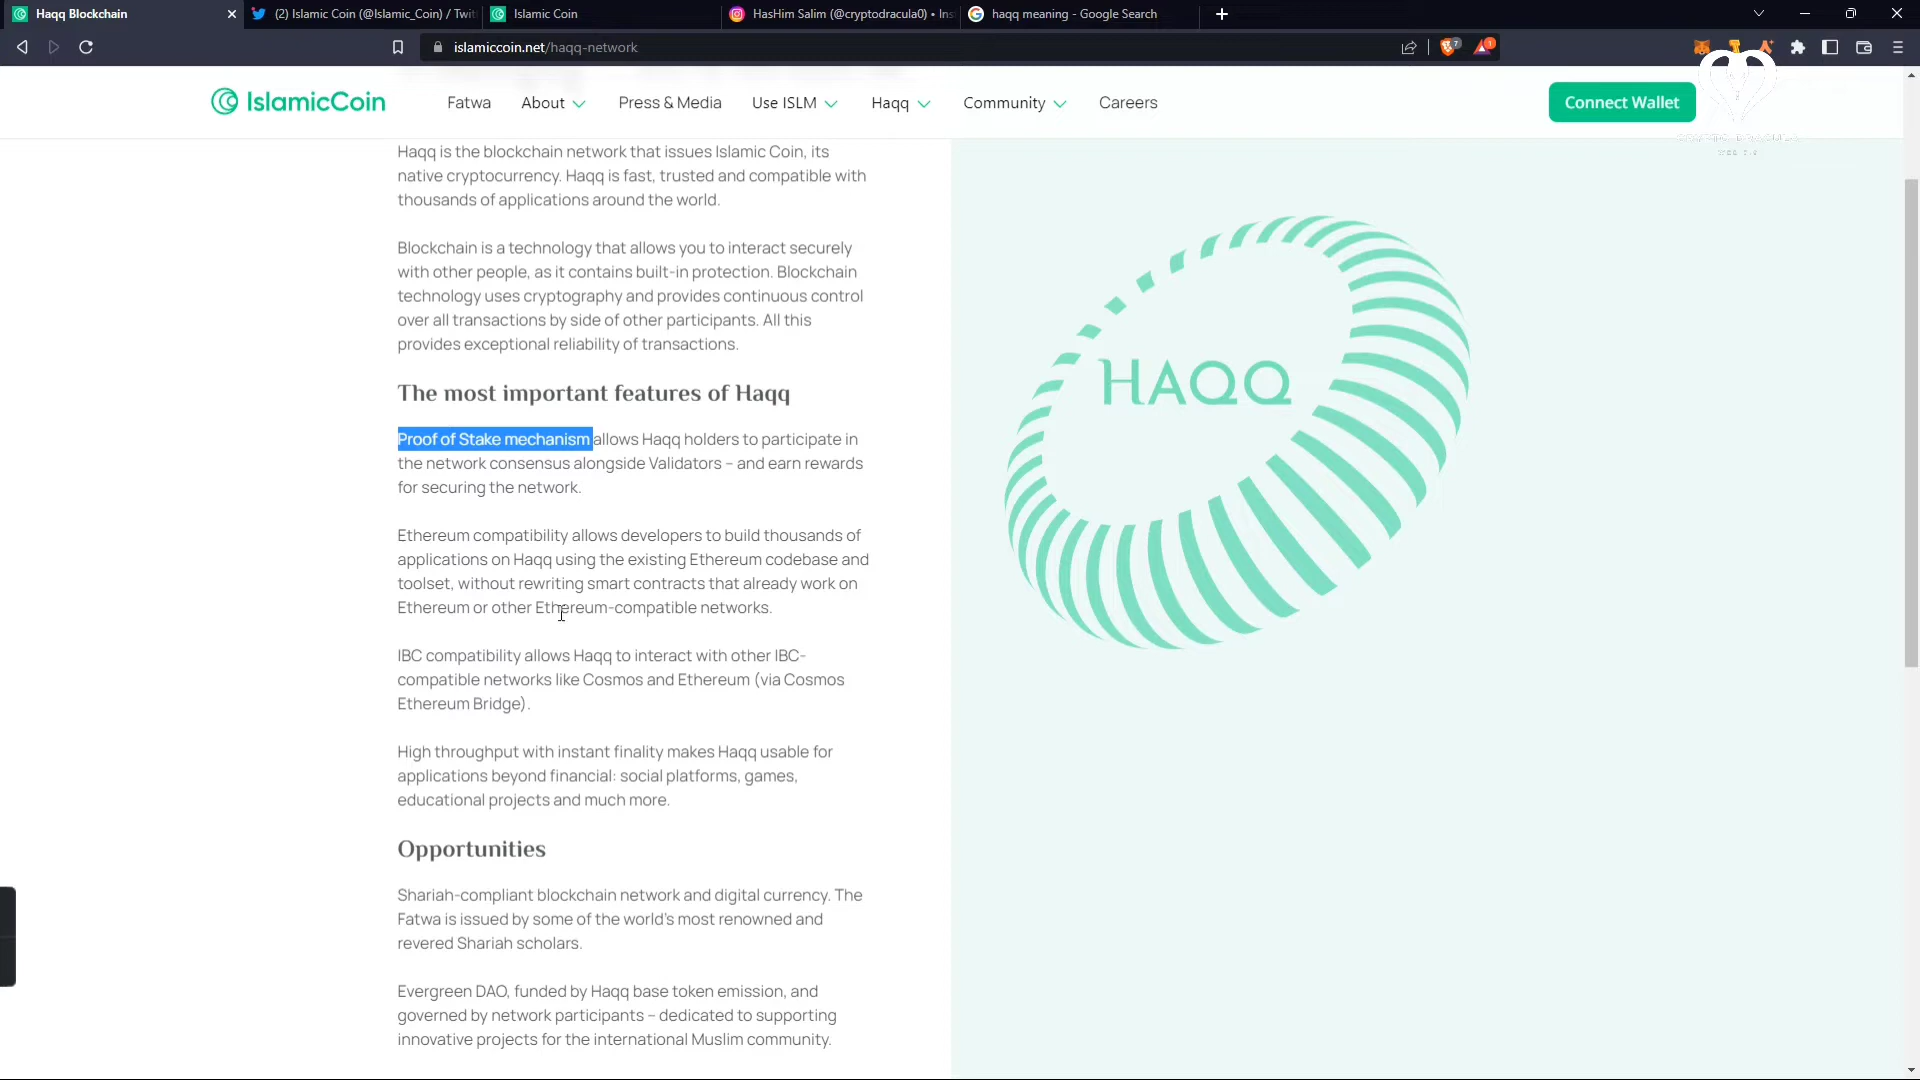 Haqq Blockchain
(2) Islamic Coin (@Islamic_Coin) / Twit
Islamic Coin
HasHim Salim (@cryptodracula0) • Ins
haqq meaning - Google Search
islamiccoin.net/haqq-network
7
1
IslamicCoin
Fatwa
About
Press & Media
Use ISLM
Haqq
Community
Careers
Connect Wallet
Haqq is the blockchain network that issues Islamic Coin, its
native cryptocurrency. Haqq is fast, trusted and compatible with
thousands of applications around the world.
Blockchain is a technology that allows you to interact securely
with other people, as it contains built-in protection. Blockchain
technology uses cryptography and provides continuous control
over all transactions by side of other participants. All this
provides exceptional reliability of transactions.
The most important features of Haqq
Proof of Stake mechanism allows Haqq holders to participate in
the network consensus alongside Validators – and earn rewards
for securing the network.
Ethereum compatibility allows developers to build thousands of
applications on Haqq using the existing Ethereum codebase and
toolset, without rewriting smart contracts that already work on
Ethereum or other Ethereum-compatible networks.
IBC compatibility allows Haqq to interact with other IBC-
compatible networks like Cosmos and Ethereum (via Cosmos
Ethereum Bridge).
High throughput with instant finality makes Haqq usable for
applications beyond financial: social platforms, games,
educational projects and much more.
Opportunities
Shariah-compliant blockchain network and digital currency. The
Fatwa is issued by some of the world's most renowned and
revered Shariah scholars.
Evergreen DAO, funded by Haqq base token emission, and
governed by network participants – dedicated to supporting
innovative projects for the international Muslim community.
HAQQ